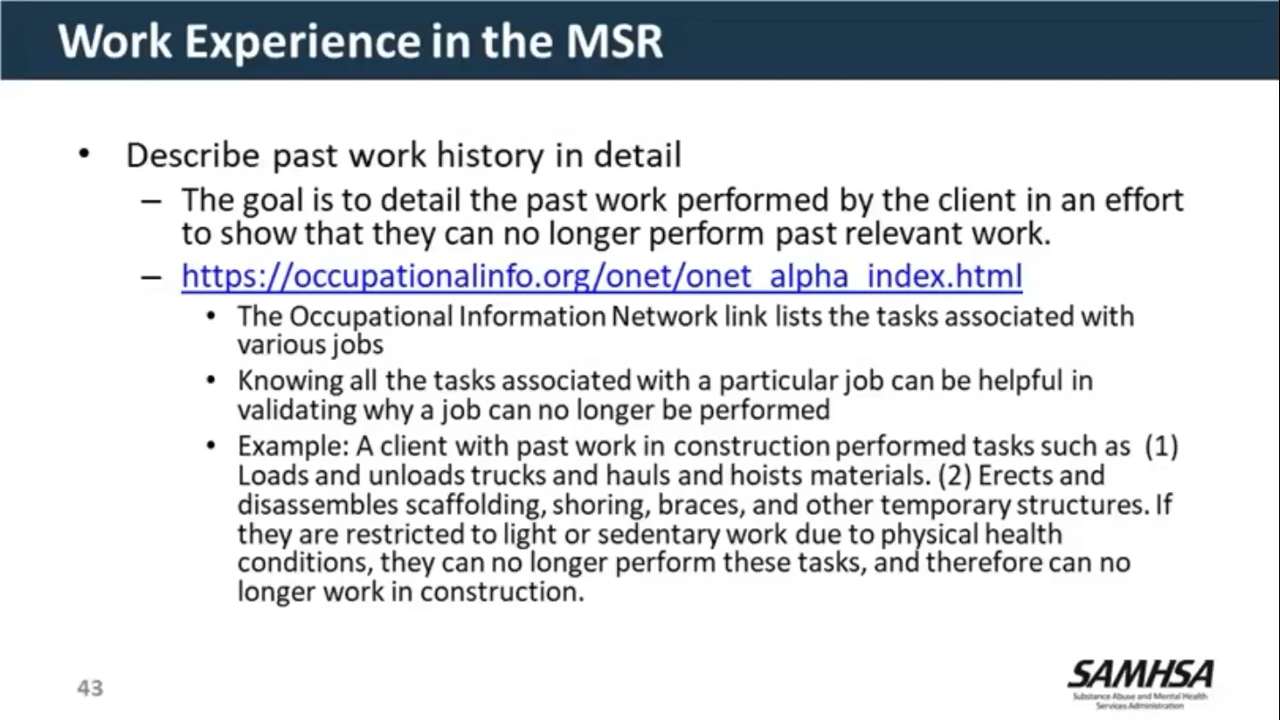 Work Experience in the MSR
• Describe past work history in detail
– The goal is to detail the past work performed by the client in an effort
to show that they can no longer perform past relevant work.
– https://occupationalinfo.org/onet/onet_alpha_index.html
• The Occupational Information Network link lists the tasks associated with
various jobs
• Knowing all the tasks associated with a particular job can be helpful in
validating why a job can no longer be performed
• Example: A client with past work in construction performed tasks such as (1)
Loads and unloads trucks and hauls and hoists materials. (2) Erects and
disassembles scaffolding, shoring, braces, and other temporary structures. If
they are restricted to light or sedentary work due to physical health
conditions, they can no longer perform these tasks, and therefore can no
longer work in construction.
43
SAMHSA
Substance Abuse and Mental Health
Services Administration